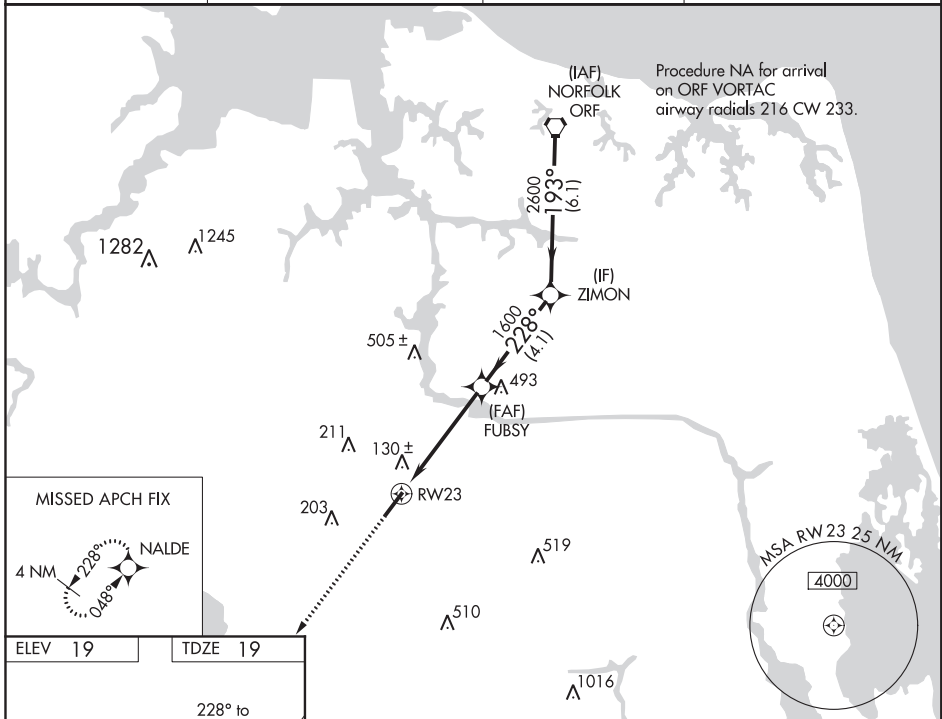 (IAF)
NORFOLK
ORF
Procedure NA for arrival
on ORF VORTAC
airway radials 216 CW 233.
2600
193°
(6.1)
1282
1245
(IF)
ZIMON
1600
228°
(4.1)
505 ±
493
(FAF)
FUBSY
211
130 ±
RW23
203
MISSED APCH FIX
NALDE
4 NM
228°
048°
519
510
1016
MSA RW23 25 NM
4000
ELEV 19
TDZE 19
228° to